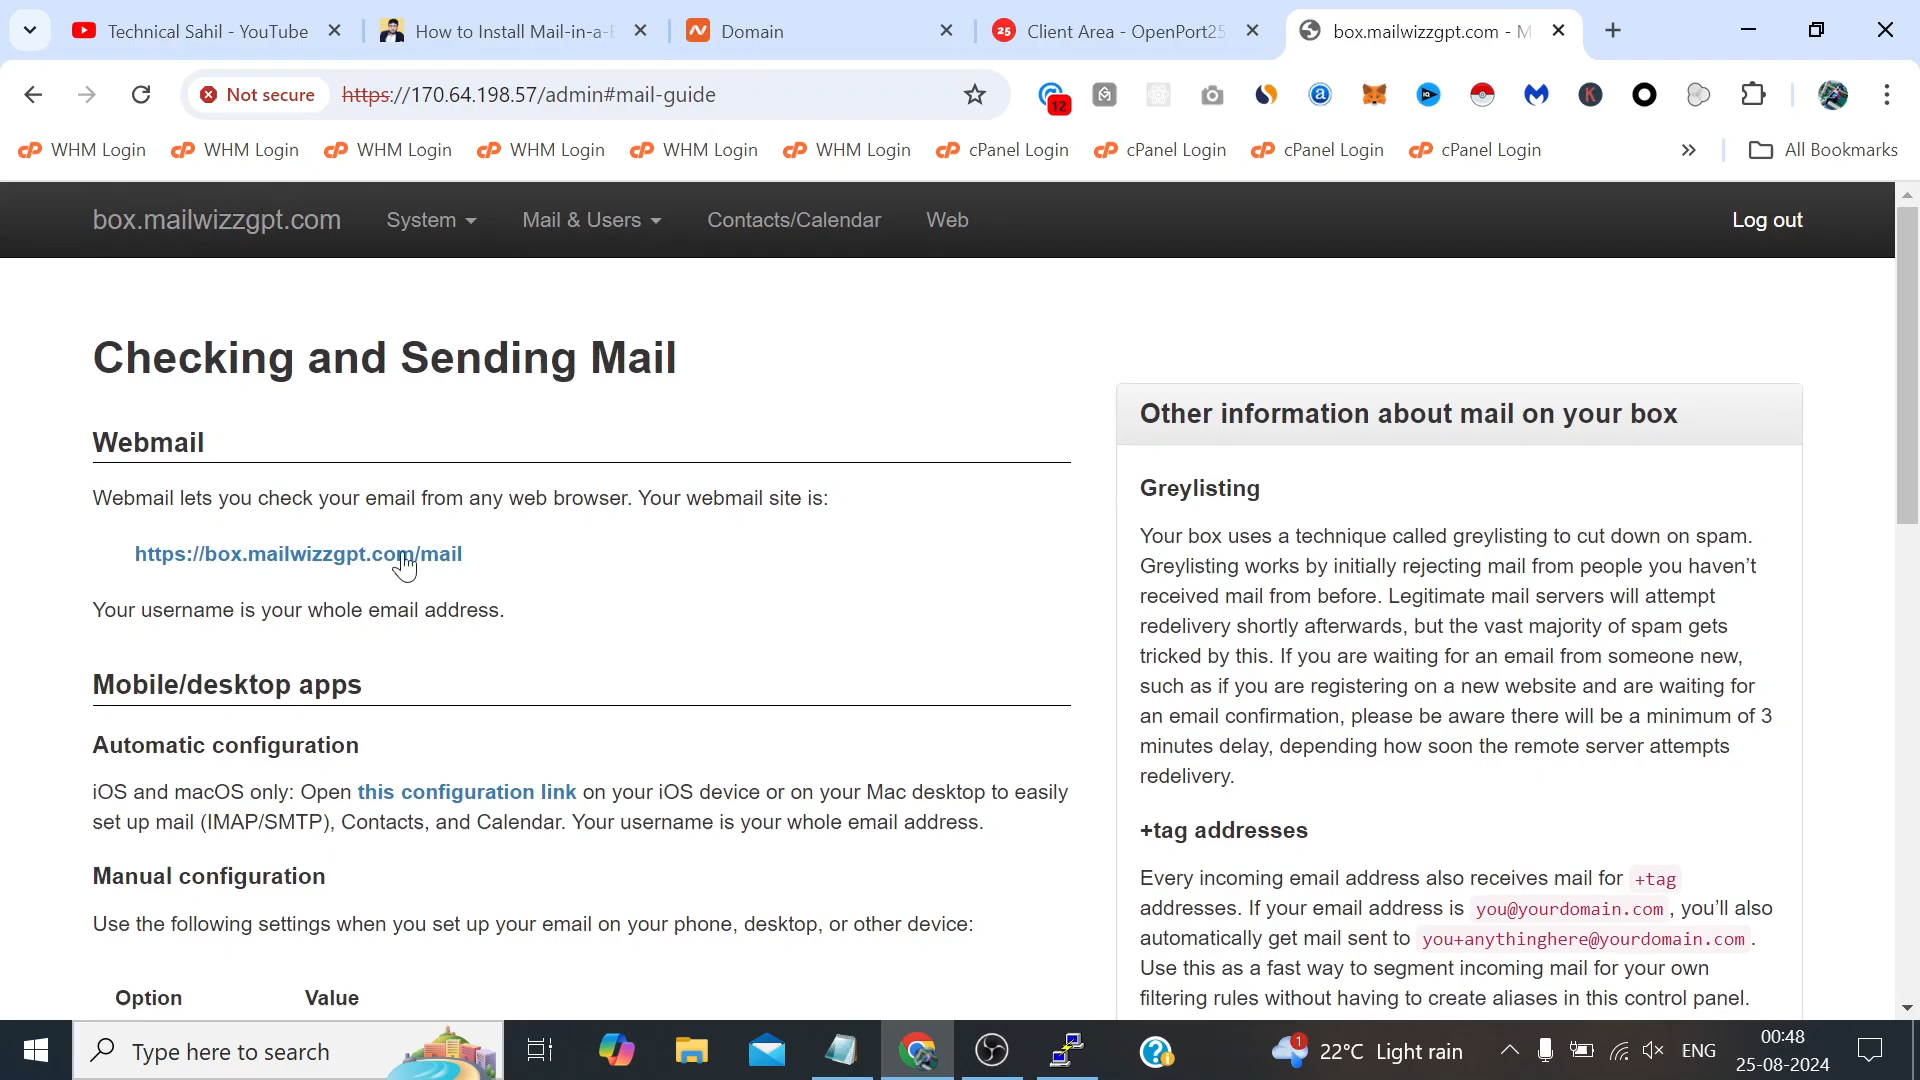 Technical Sahil - YouTube
How to Install Mail-in-a-
Domain
Client Area - OpenPort25
box.mailwizzgpt.com - M
Not secure
https://170.64.198.57/admin#mail-guide
12
WHM Login
WHM Login
WHM Login
WHM Login
WHM Login
WHM Login
cPanel Login
cPanel Login
cPanel Login
cPanel Login
All Bookmarks
box.mailwizzgpt.com
System
Mail & Users
Contacts/Calendar
Web
Log out
Checking and Sending Mail
Webmail
Webmail lets you check your email from any web browser. Your webmail site is:
https://box.mailwizzgpt.com/mail
Your username is your whole email address.
Mobile/desktop apps
Automatic configuration
iOS and macOS only: Open this configuration link on your iOS device or on your Mac desktop to easily
set up mail (IMAP/SMTP), Contacts, and Calendar. Your username is your whole email address.
Manual configuration
Use the following settings when you set up your email on your phone, desktop, or other device:
Option Value
Other information about mail on your box
Greylisting
Your box uses a technique called greylisting to cut down on spam.
Greylisting works by initially rejecting mail from people you haven’t
received mail from before. Legitimate mail servers will attempt
redelivery shortly afterwards, but the vast majority of spam gets
tricked by this. If you are waiting for an email from someone new,
such as if you are registering on a new website and are waiting for
an email confirmation, please be aware there will be a minimum of 3
minutes delay, depending how soon the remote server attempts
redelivery.
+tag addresses
Every incoming email address also receives mail for +tag
addresses. If your email address is you@yourdomain.com, you’ll also
automatically get mail sent to you+anythinghere@yourdomain.com.
Use this as a fast way to segment incoming mail for your own
filtering rules without having to create aliases in this control panel.
Type here to search
1
22°C Light rain
ENG
00:48
25-08-2024